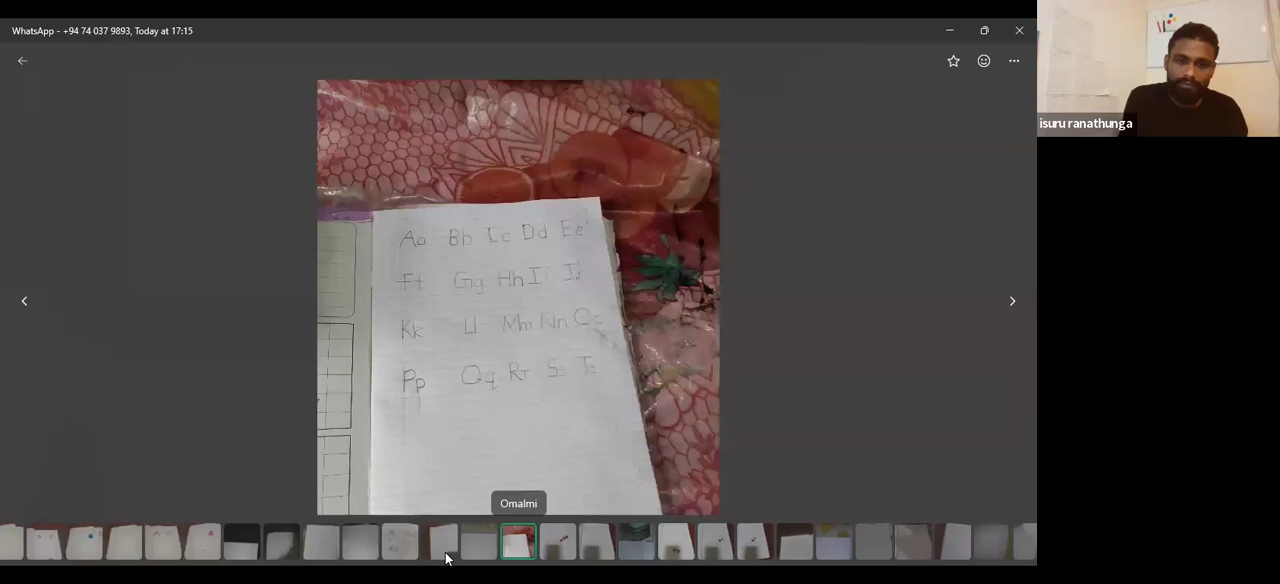 WhatsApp - +94 74 037 9893, Today at 17:15
isuru ranathunga
Aa Bb Cc Dd Ee
Ff Gg Hh Ii Jj
Kk Ll Mm Nn Oo
Pp Qq Rr Ss Tt
Omalmi